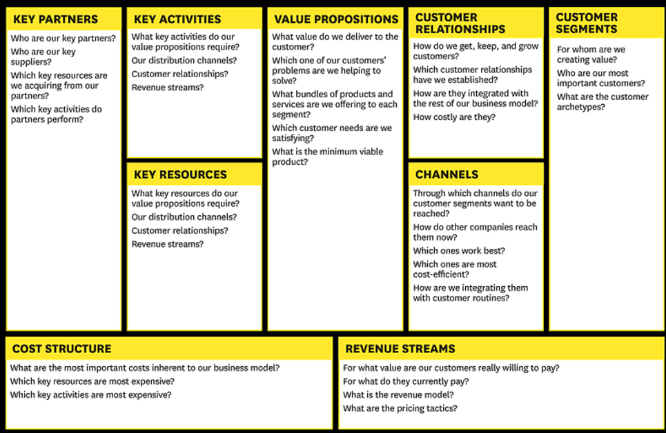 KEY PARTNERS
Who are our key partners?
Who are our key
suppliers?
Which key resources are
we acquiring from our
partners?
Which key activities do
partners perform?
KEY ACTIVITIES
What key activities do our
value propositions require?
Our distribution channels?
Customer relationships?
Revenue streams?
KEY RESOURCES
What key resources do our
value propositions require?
Our distribution channels?
Customer relationships?
Revenue streams?
VALUE PROPOSITIONS
What value do we deliver to the
customer?
Which one of our customers'
problems are we helping to
solve?
What bundles of products and
services are we offering to each
segment?
Which customer needs are we
satisfying?
What is the minimum viable
product?
CUSTOMER
RELATIONSHIPS
How do we get, keep, and grow
customers?
Which customer relationships
have we established?
How are they integrated with
the rest of our business model?
How costly are they?
CHANNELS
Through which channels do our
customer segments want to be
reached?
How do other companies reach
them now?
Which ones work best?
Which ones are most
cost-efficient?
How are we integrating them
with customer routines?
CUSTOMER
SEGMENTS
For whom are we
creating value?
Who are our most
important customers?
What are the customer
archetypes?
COST STRUCTURE
What are the most important costs inherent to our business model?
Which key resources are most expensive?
Which key activities are most expensive?
REVENUE STREAMS
For what value are our customers really willing to pay?
For what do they currently pay?
What is the revenue model?
What are the pricing tactics?